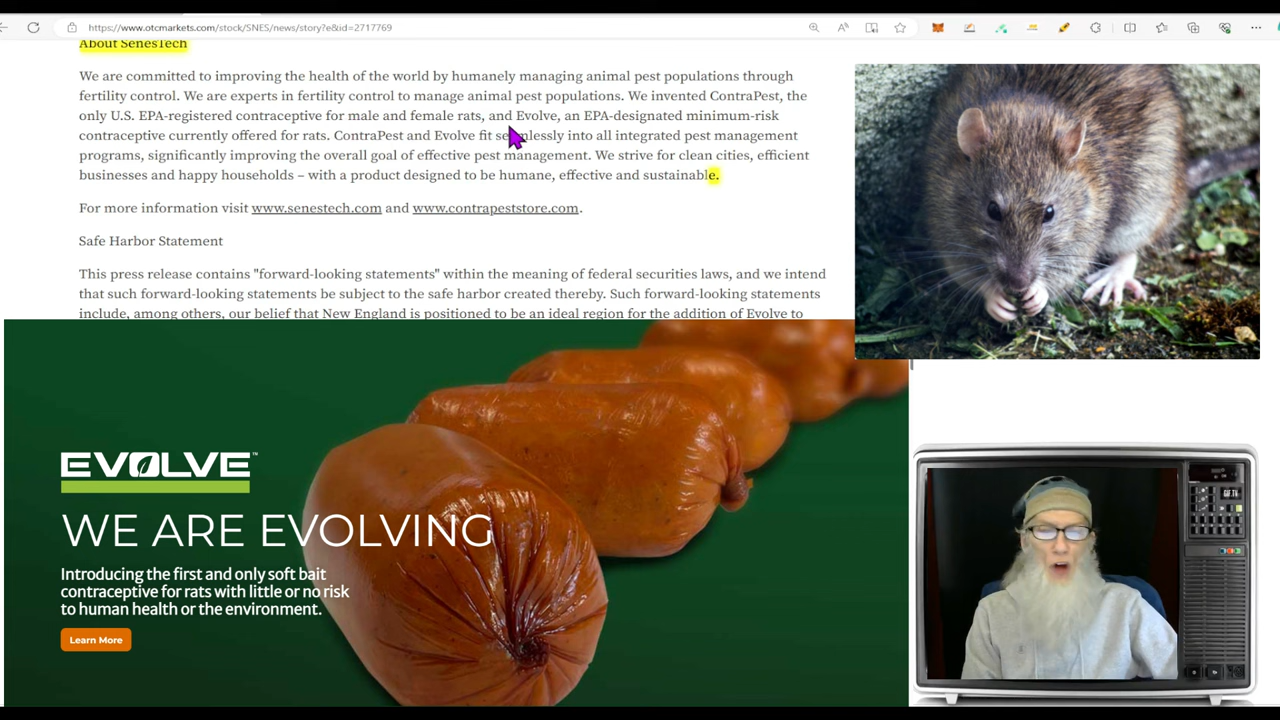 https://www.otcmarkets.com/stock/SNES/news/story?e&id=2717769
About SenesTech
We are committed to improving the health of the world by humanely managing animal pest populations through
fertility control. We are experts in fertility control to manage animal pest populations. We invented ContraPest, the
only U.S. EPA-registered contraceptive for male and female rats, and Evolve, an EPA-designated minimum-risk
contraceptive currently offered for rats. ContraPest and Evolve fit seamlessly into all integrated pest management
programs, significantly improving the overall goal of effective pest management. We strive for clean cities, efficient
businesses and happy households – with a product designed to be humane, effective and sustainable.
For more information visit www.senestech.com and www.contrapeststore.com.
Safe Harbor Statement
This press release contains "forward-looking statements" within the meaning of federal securities laws, and we intend
that such forward-looking statements be subject to the safe harbor created thereby. Such forward-looking statements
include, among others, our belief that New England is positioned to be an ideal region for the addition of Evolve to
EVOLVE™
WE ARE EVOLVING
Introducing the first and only soft bait
contraceptive for rats with little or no risk
to human health or the environment.
Learn More
GIF.TV